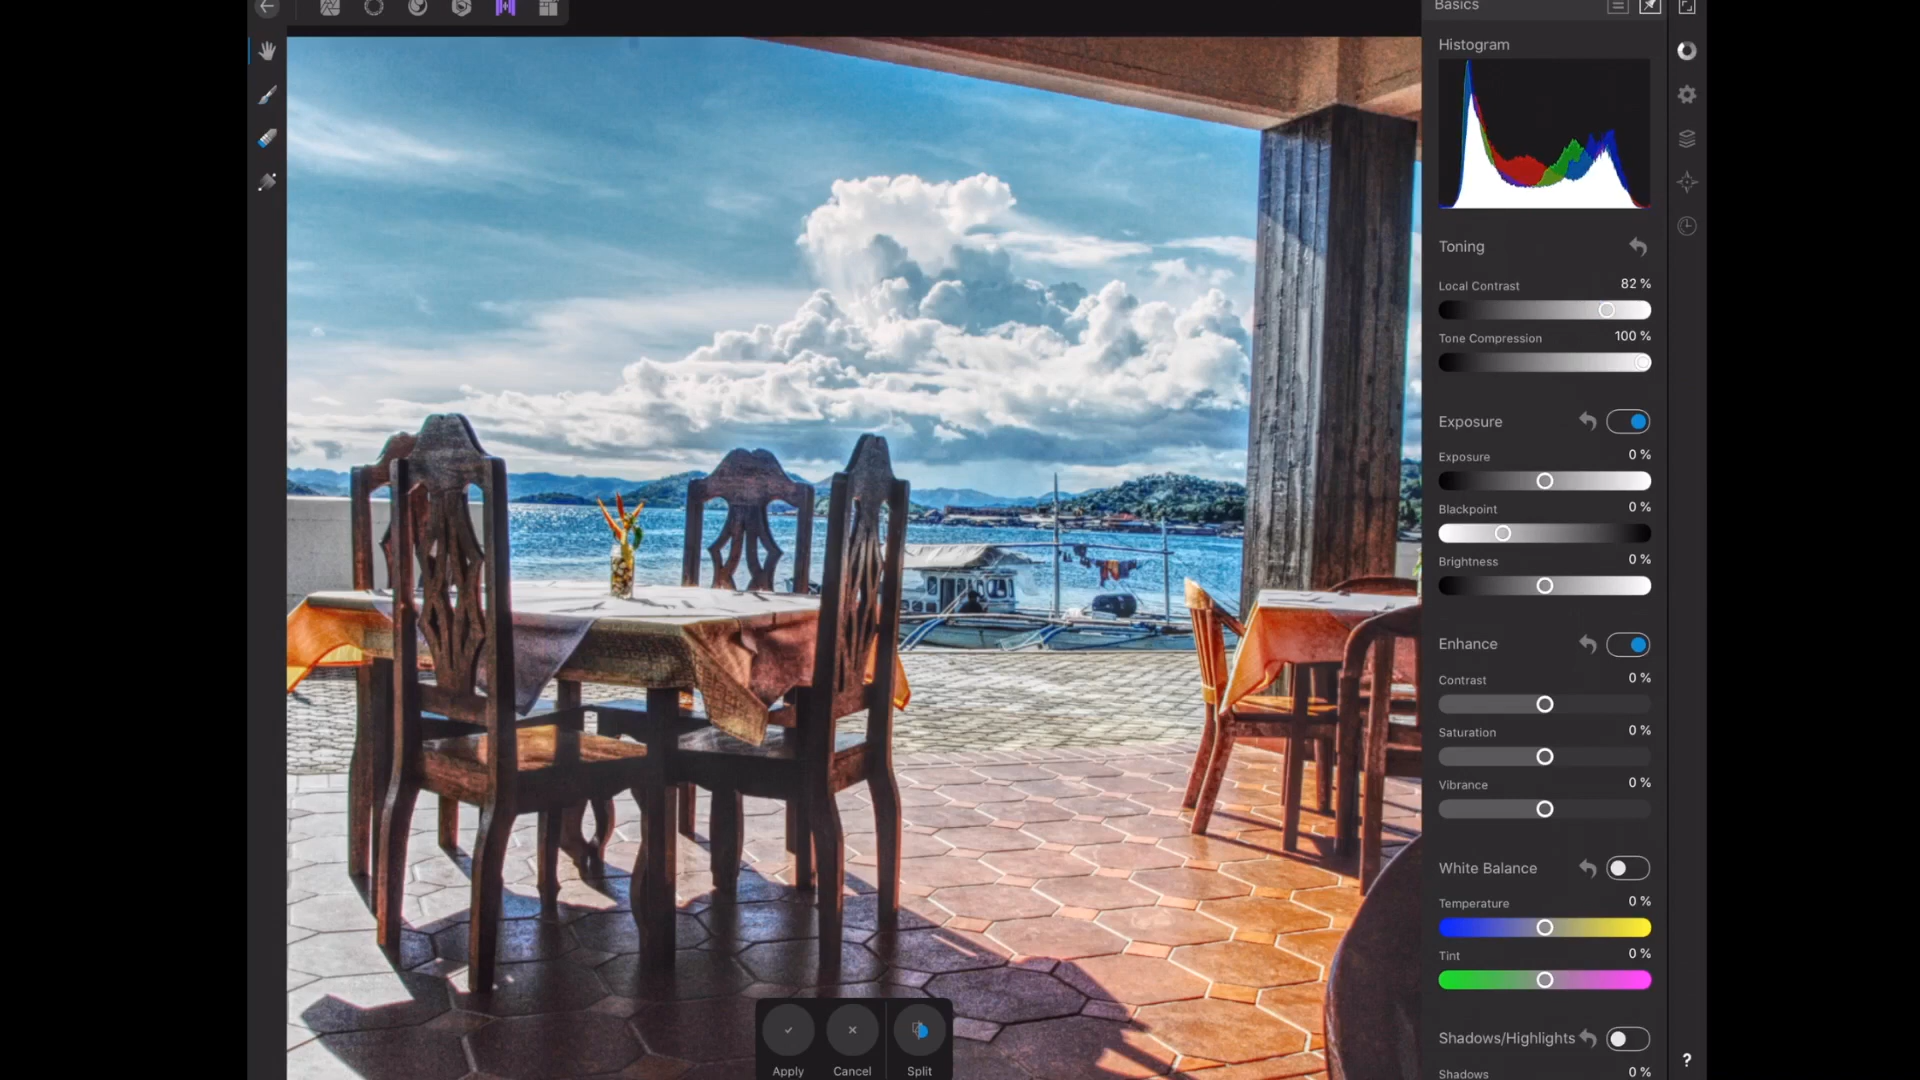 Basics
Histogram
Toning
Local Contrast 82 %
Tone Compression 100 %
Exposure
Exposure 0 %
Blackpoint 0 %
Brightness 0 %
Enhance
Contrast 0 %
Saturation 0 %
Vibrance 0 %
White Balance
Temperature 0 %
Tint 0 %
Shadows/Highlights
Shadows 0 %
?
Apply Cancel Split